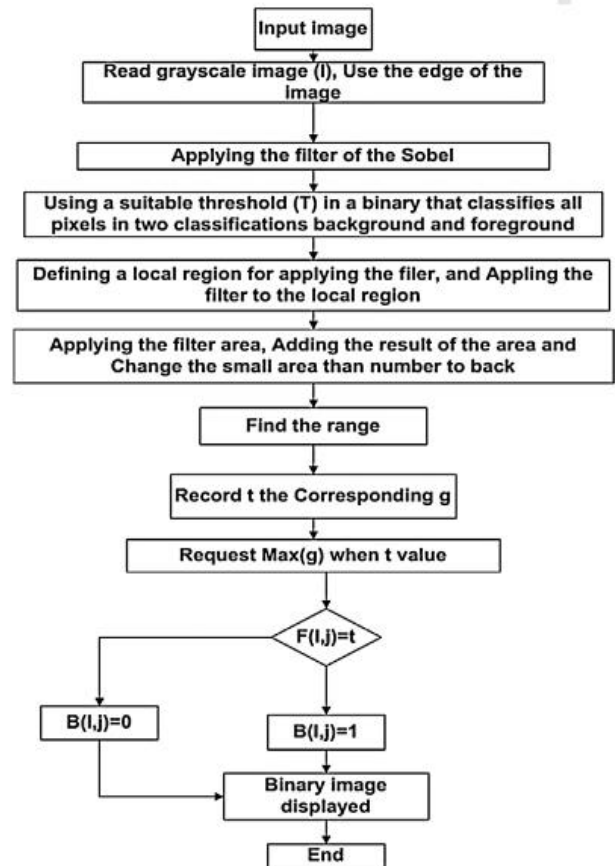 Input image
Read grayscale image (I), Use the edge of the
image
Applying the filter of the Sobel
Using a suitable threshold (T) in a binary that classifies all
pixels in two classifications background and foreground
Defining a local region for applying the filer, and Appling the
filter to the local region
Applying the filter area, Adding the result of the area and
Change the small area than number to back
Find the range
Record t the Corresponding g
Request Max(g) when t value
F(I,j)=t
B(I,j)=0
B(I,j)=1
Binary image
displayed
End